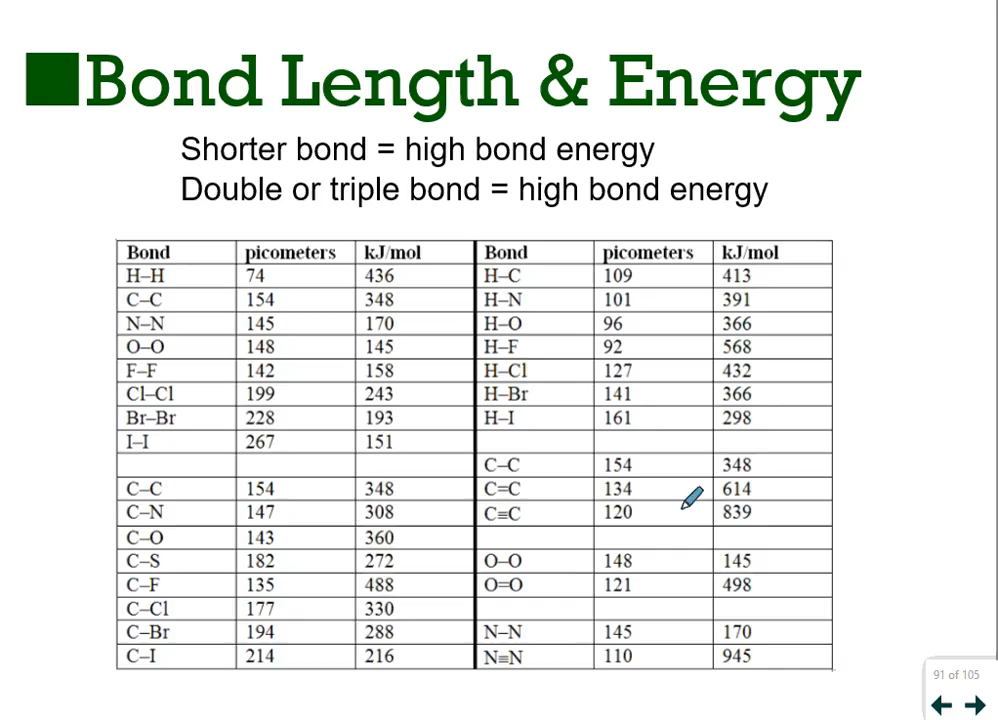 Bond Length & Energy
Shorter bond = high bond energy
Double or triple bond = high bond energy
Bond picometers kJ/mol Bond picometers kJ/mol
H–H 74 436 H–C 109 413
C–C 154 348 H–N 101 391
N–N 145 170 H–O 96 366
O–O 148 145 H–F 92 568
F–F 142 158 H–Cl 127 432
Cl–Cl 199 243 H–Br 141 366
Br–Br 228 193 H–I 161 298
I–I 267 151
C–C 154 348
C–C 154 348 C=C 134 614
C–N 147 308 C≡C 120 839
C–O 143 360
C–S 182 272 O–O 148 145
C–F 135 488 O=O 121 498
C–Cl 177 330
C–Br 194 288 N–N 145 170
C–I 214 216 N≡N 110 945
91 of 105